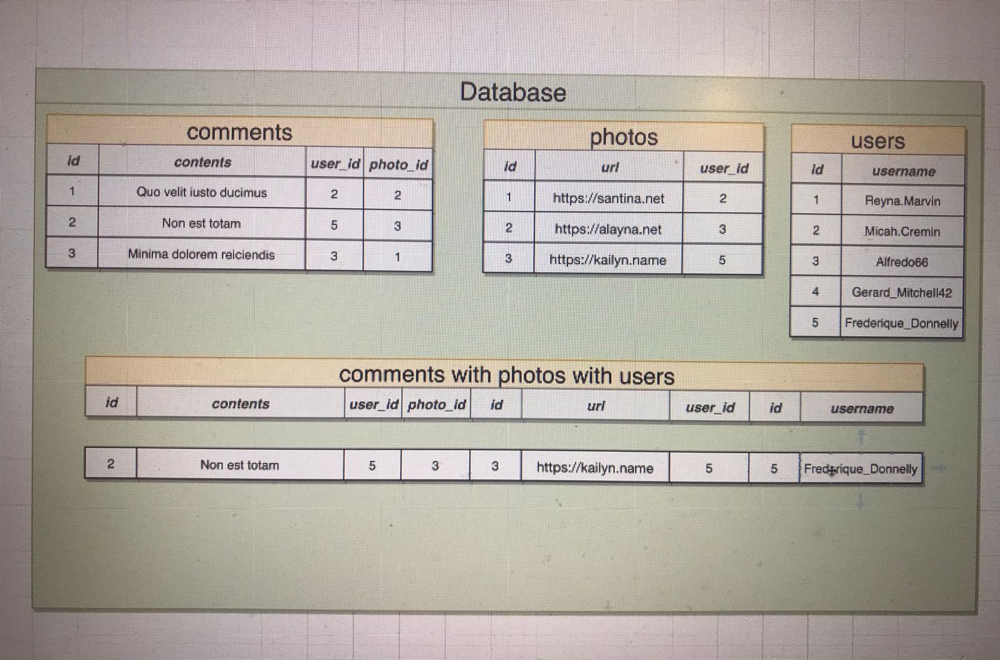 Database
comments
id contents user_id photo_id
1 Quo velit iusto ducimus 2 2
2 Non est totam 5 3
3 Minima dolorem reiciendis 3 1
photos
id url user_id
1 https://santina.net 2
2 https://alayna.net 3
3 https://kailyn.name 5
users
id username
1 Reyna.Marvin
2 Micah.Cremin
3 Alfredo66
4 Gerard_Mitchell42
5 Frederique_Donnelly
comments with photos with users
id contents user_id photo_id id url user_id id username
2 Non est totam 5 3 3 https://kailyn.name 5 5 Frederique_Donnelly